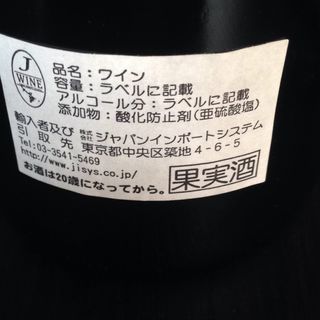 J
WINE
品名：ワイン
容量：ラベルに記載
アルコール分：ラベルに記載
添加物：酸化防止剤(亜硫酸塩)
輸入者及び 株式会社ジャパンインポートシステム
引取先 東京都中央区築地4-6-5
Tel:03-3541-5469
http://www.jisys.co.jp/
お酒は20歳になってから。
果実酒